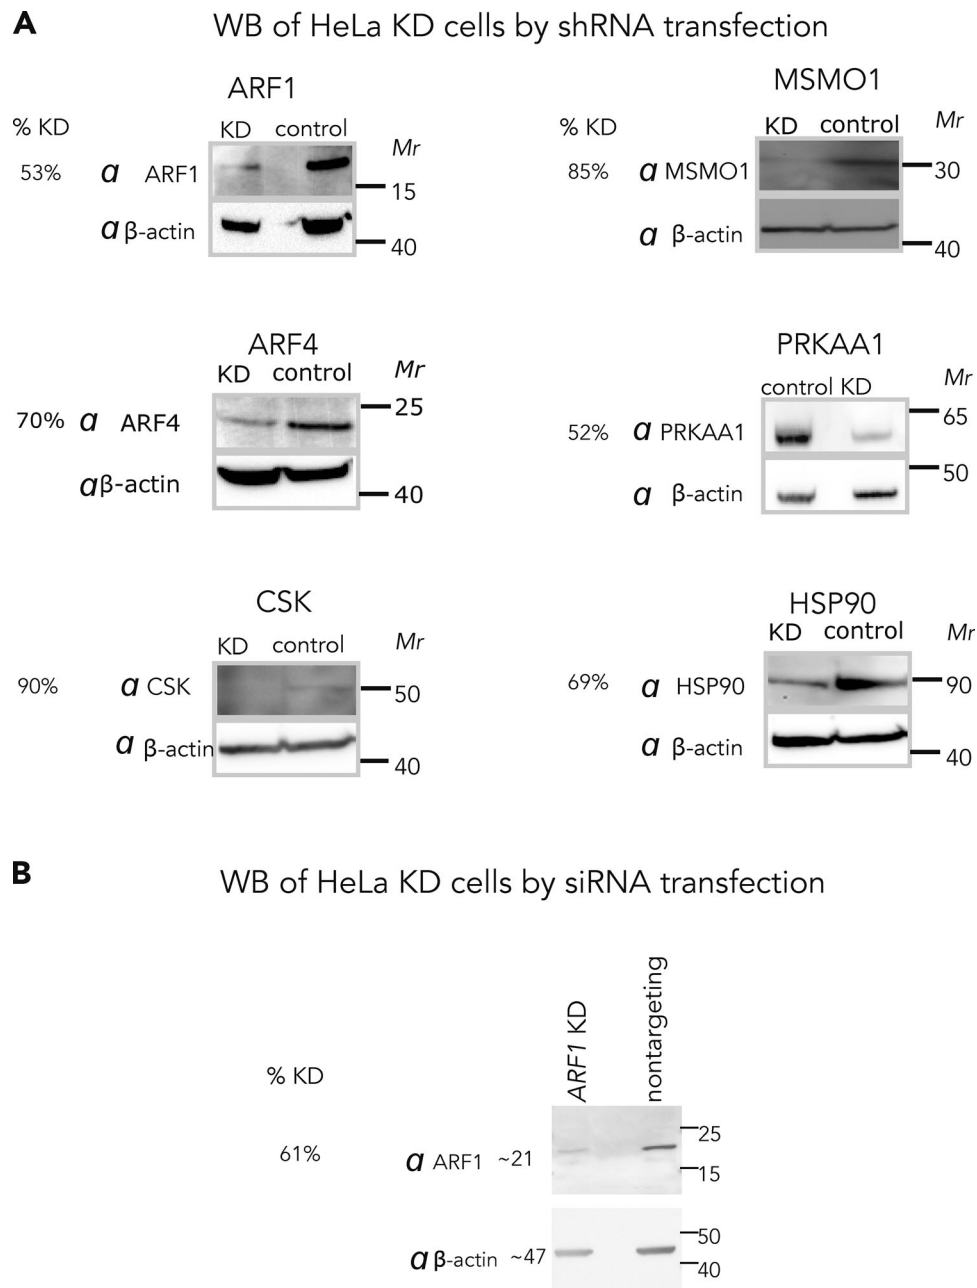 A
WB of HeLa KD cells by shRNA transfection
ARF1
% KD
KD control
Mr
53%
α ARF1
15
α β-actin
40
MSMO1
% KD
KD control
Mr
85%
α MSMO1
30
α β-actin
40
ARF4
KD control
Mr
70% α ARF4
25
αβ-actin
40
PRKAA1
control KD
Mr
52% α PRKAA1
65
α β-actin
50
CSK
KD control
Mr
90%
α CSK
50
α β-actin
40
HSP90
KD control
Mr
69% α HSP90
90
α β-actin
40
B
WB of HeLa KD cells by siRNA transfection
ARF1 KD
nontargeting
% KD
61%
α ARF1 ~21
25
15
α β-actin ~47
50
40